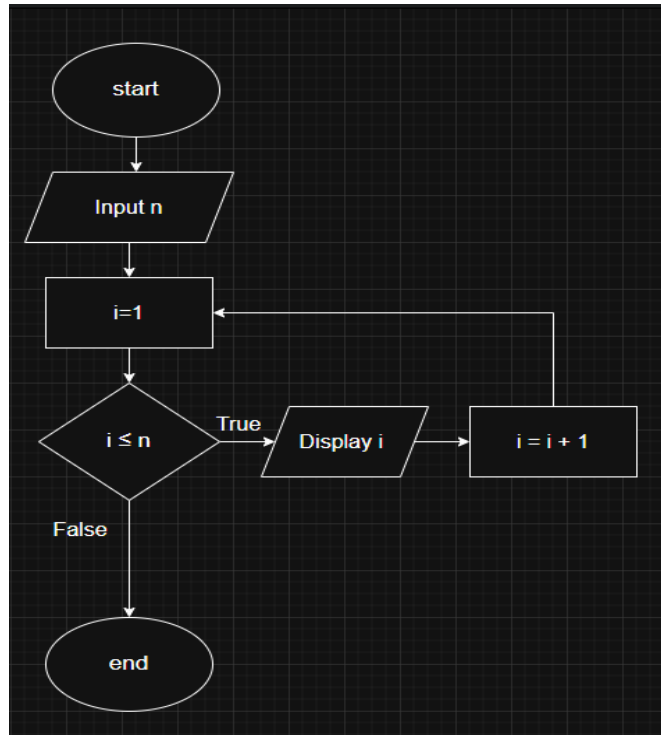 start
Input n
i=1
i ≤ n
True
Display i
i = i + 1
False
end